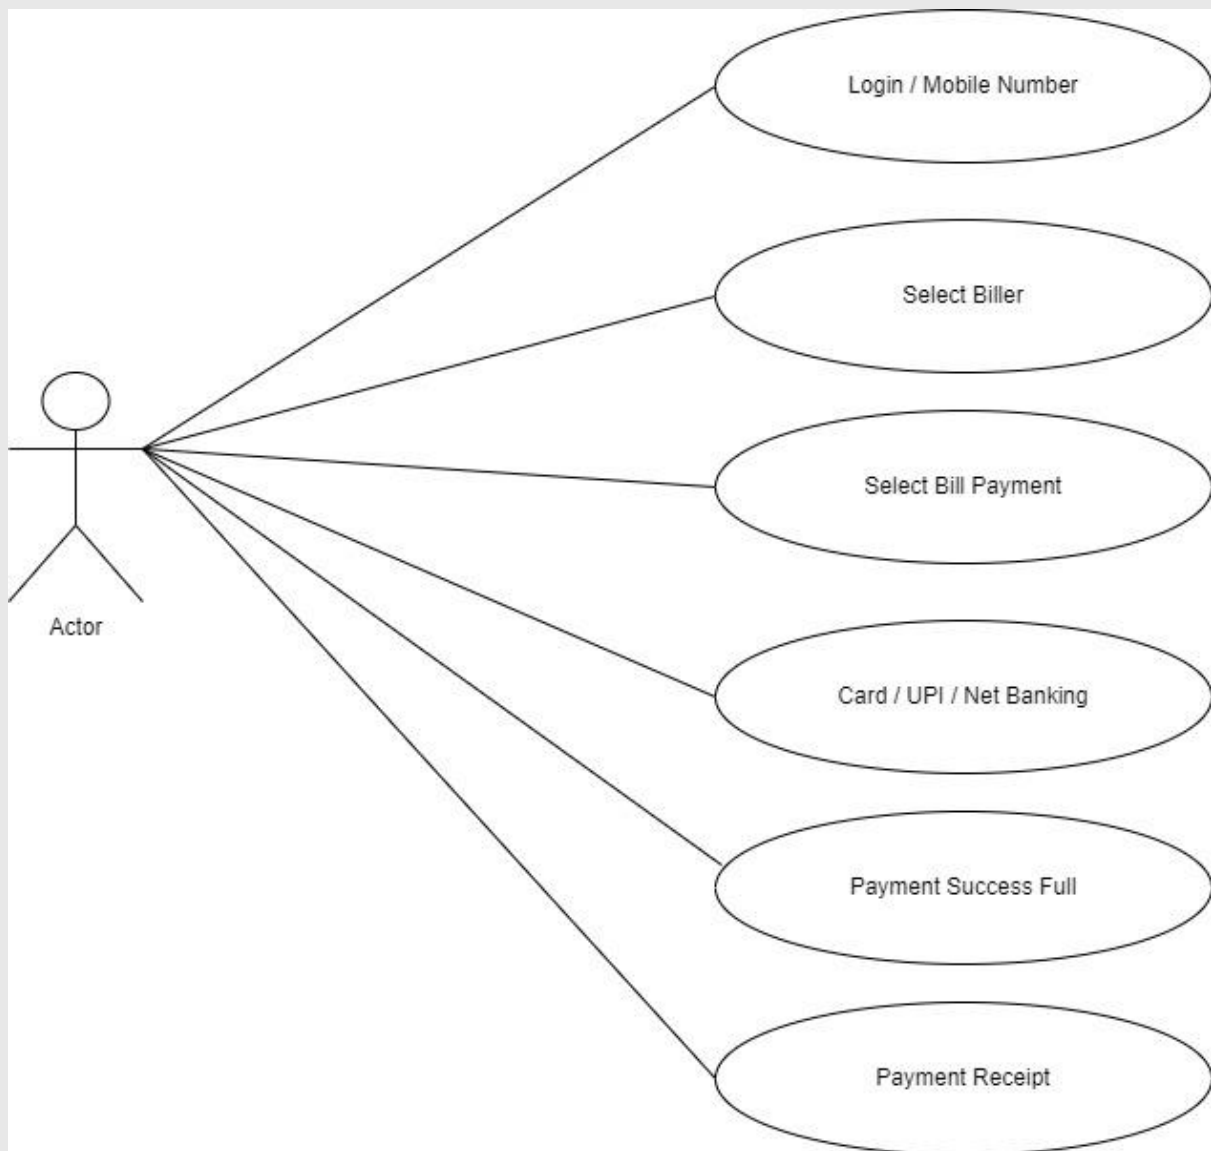 Login / Mobile Number
Select Biller
Select Bill Payment
Actor
Card / UPI / Net Banking
Payment Success Full
Payment Receipt